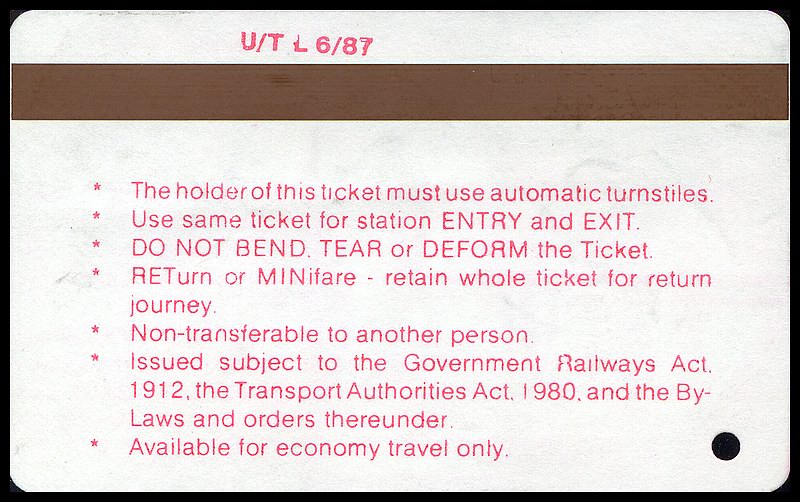 U/T L 6/87
* The holder of this ticket must use automatic turnstiles.
* Use same ticket for station ENTRY and EXIT.
* DO NOT BEND, TEAR or DEFORM the Ticket.
* RETurn or MINifare - retain whole ticket for return
journey.
* Non-transferable to another person.
* Issued subject to the Government Railways Act,
1912, the Transport Authorities Act, 1980, and the By-
Laws and orders thereunder.
* Available for economy travel only.